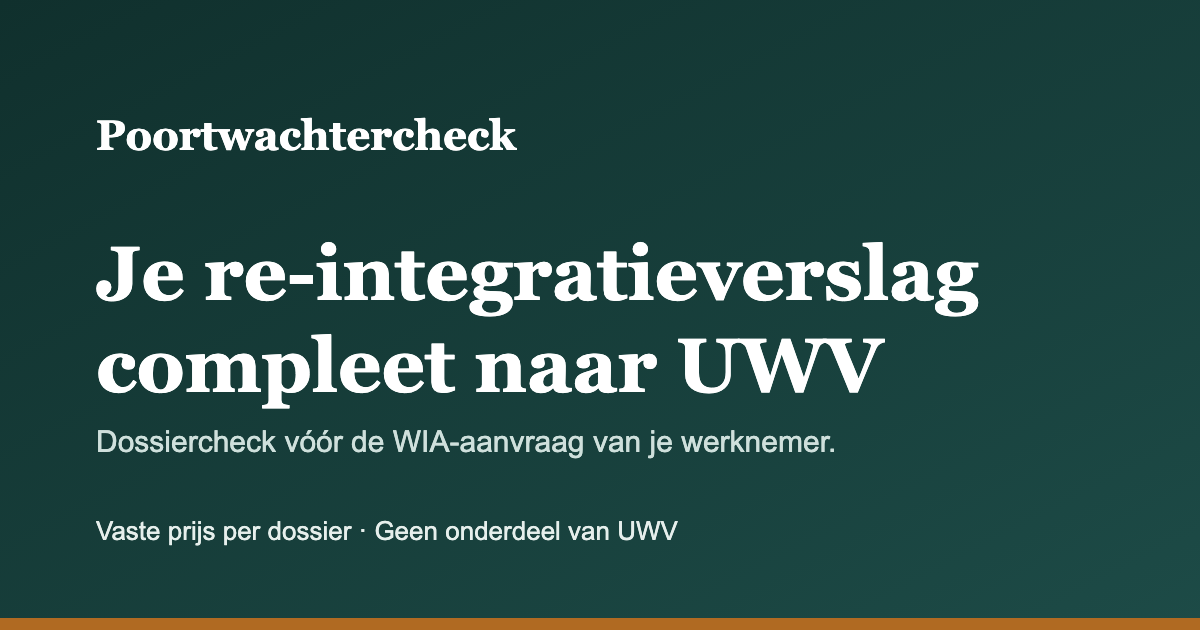 Poortwachtercheck
Je re-integratieverslag
compleet naar UWV
Dossiercheck vóór de WIA-aanvraag van je werknemer.
Vaste prijs per dossier · Geen onderdeel van UWV